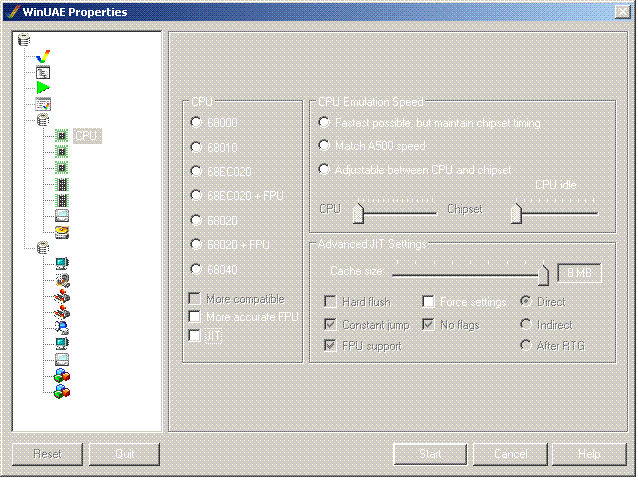 WinUAE Properties
CPU
CPU
68000
68010
68EC020
68EC020 + FPU
68020
68020 + FPU
68040
More compatible
More accurate FPU
JIT
CPU Emulation Speed
Fastest possible, but maintain chipset timing
Match A500 speed
Adjustable between CPU and chipset
CPU idle
CPU
Chipset
Advanced JIT Settings
Cache size:
8 MB
Hard flush
Force settings
Direct
Constant jump
No flags
Indirect
FPU support
After RTG
Reset
Quit
Start
Cancel
Help